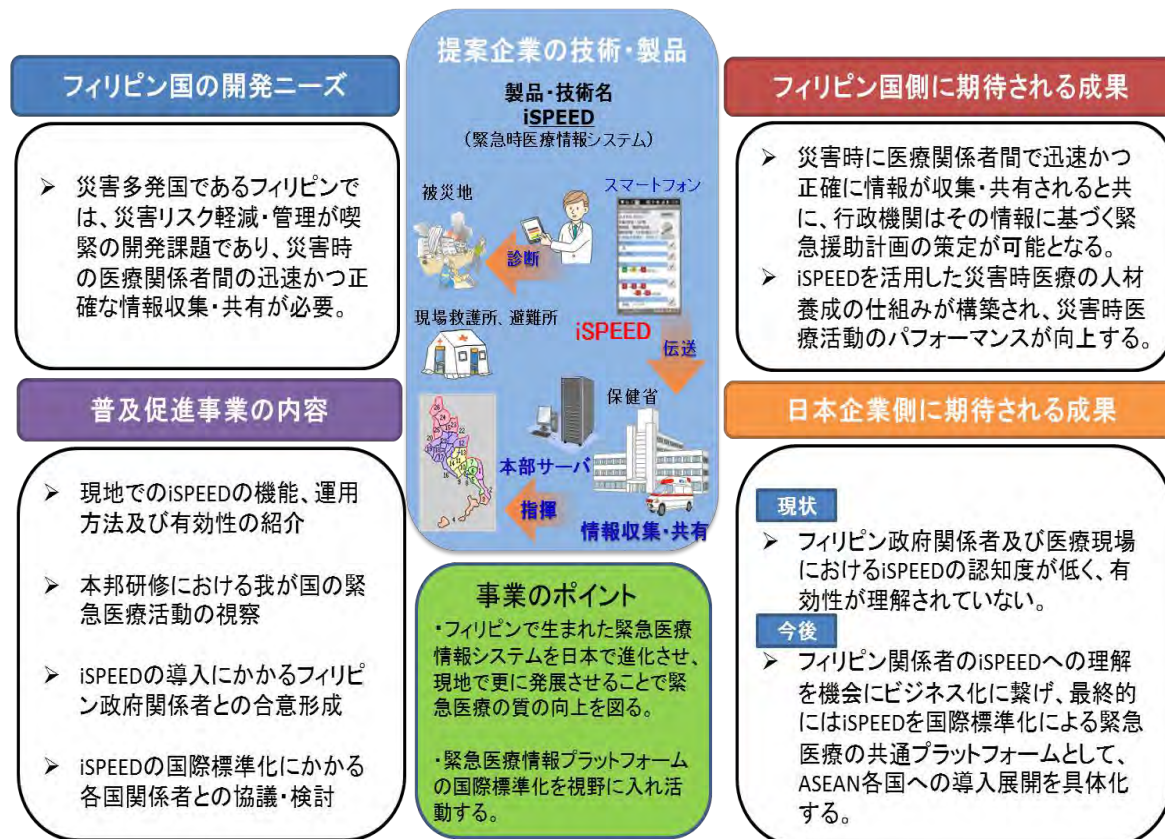 フィリピン国の開発ニーズ
➢ 災害多発国であるフィリピンで
は、災害リスク軽減・管理が喫
緊の開発課題であり、災害時
の医療関係者間の迅速かつ正
確な情報収集・共有が必要。
普及促進事業の内容
➢ 現地でのiSPEEDの機能、運用
方法及び有効性の紹介
➢ 本邦研修における我が国の緊
急医療活動の視察
➢ iSPEEDの導入にかかるフィリピ
ン政府関係者との合意形成
➢ iSPEEDの国際標準化にかかる
各国関係者との協議・検討
提案企業の技術・製品
製品・技術名
iSPEED
（緊急時医療情報システム）
被災地
スマートフォン
診断
現場救護所、避難所
iSPEED
伝送
保健省
本部サーバ
指揮
情報収集・共有
事業のポイント
・フィリピンで生まれた緊急医療
情報システムを日本で進化させ、
現地で更に発展させることで緊
急医療の質の向上を図る。
・緊急医療情報プラットフォーム
の国際標準化を視野に入れ活
動する。
フィリピン国側に期待される成果
➢ 災害時に医療関係者間で迅速かつ
正確に情報が収集・共有されると共
に、行政機関はその情報に基づく緊
急援助計画の策定が可能となる。
➢ iSPEEDを活用した災害時医療の人材
養成の仕組みが構築され、災害時医
療活動のパフォーマンスが向上する。
日本企業側に期待される成果
現状
➢ フィリピン政府関係者及び医療現場
におけるiSPEEDの認知度が低く、有
効性が理解されていない。
今後
➢ フィリピン関係者のiSPEEDへの理解
を機会にビジネス化に繋げ、最終的
にはiSPEEDを国際標準化による緊急
医療の共通プラットフォームとして、
ASEAN各国への導入展開を具体化
する。